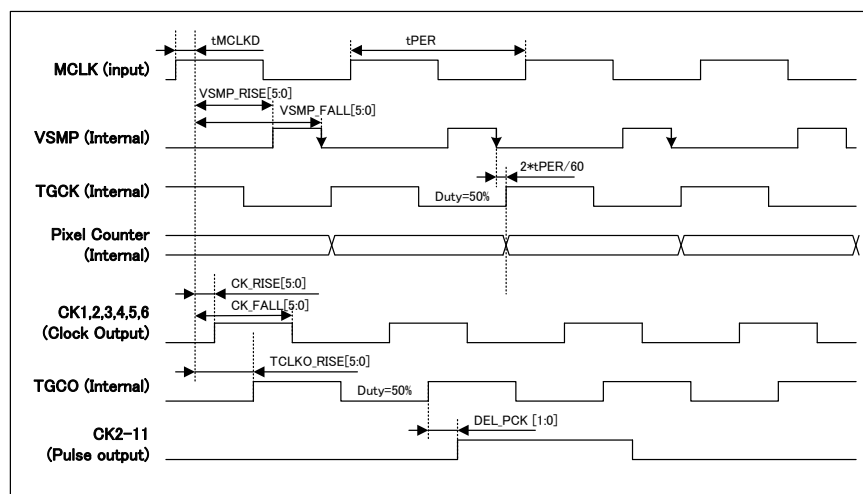 tMCLKD
tPER
MCLK (input)
VSMP_RISE[5:0]
VSMP_FALL[5:0]
VSMP (Internal)
2*tPER/60
TGCK (Internal)
Duty=50%
Pixel Counter
(Internal)
CK_RISE[5:0]
CK_FALL[5:0]
CK1,2,3,4,5,6
(Clock Output)
TCLKO_RISE[5:0]
TGCO (Internal)
Duty=50%
DEL_PCK [1:0]
CK2-11
(Pulse output)